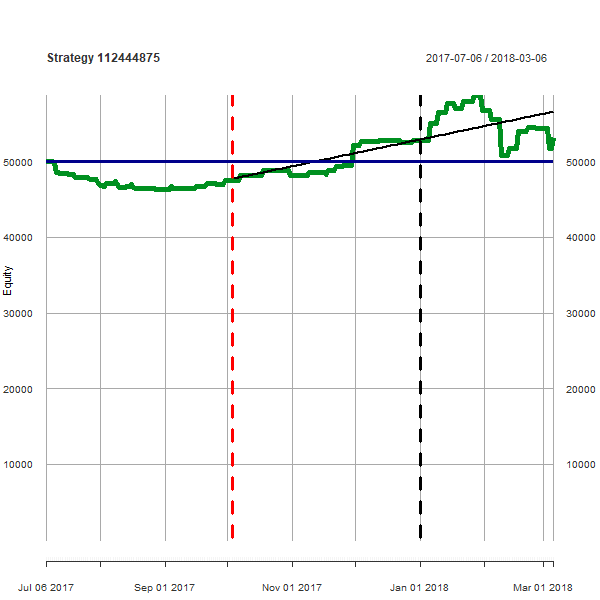 Strategy 112444875
2017-07-06 / 2018-03-06
50000 50000
40000 40000
Equity
30000 30000
20000 20000
10000 10000
Jul 06 2017 Sep 01 2017 Nov 01 2017 Jan 01 2018 Mar 01 2018